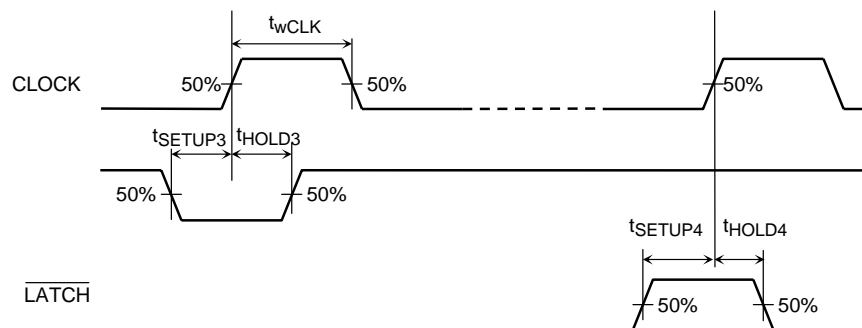 twCLK
CLOCK 50% 50% 50%
tSETUP3 tHOLD3
50% 50%
tSETUP4 tHOLD4
LATCH 50% 50%